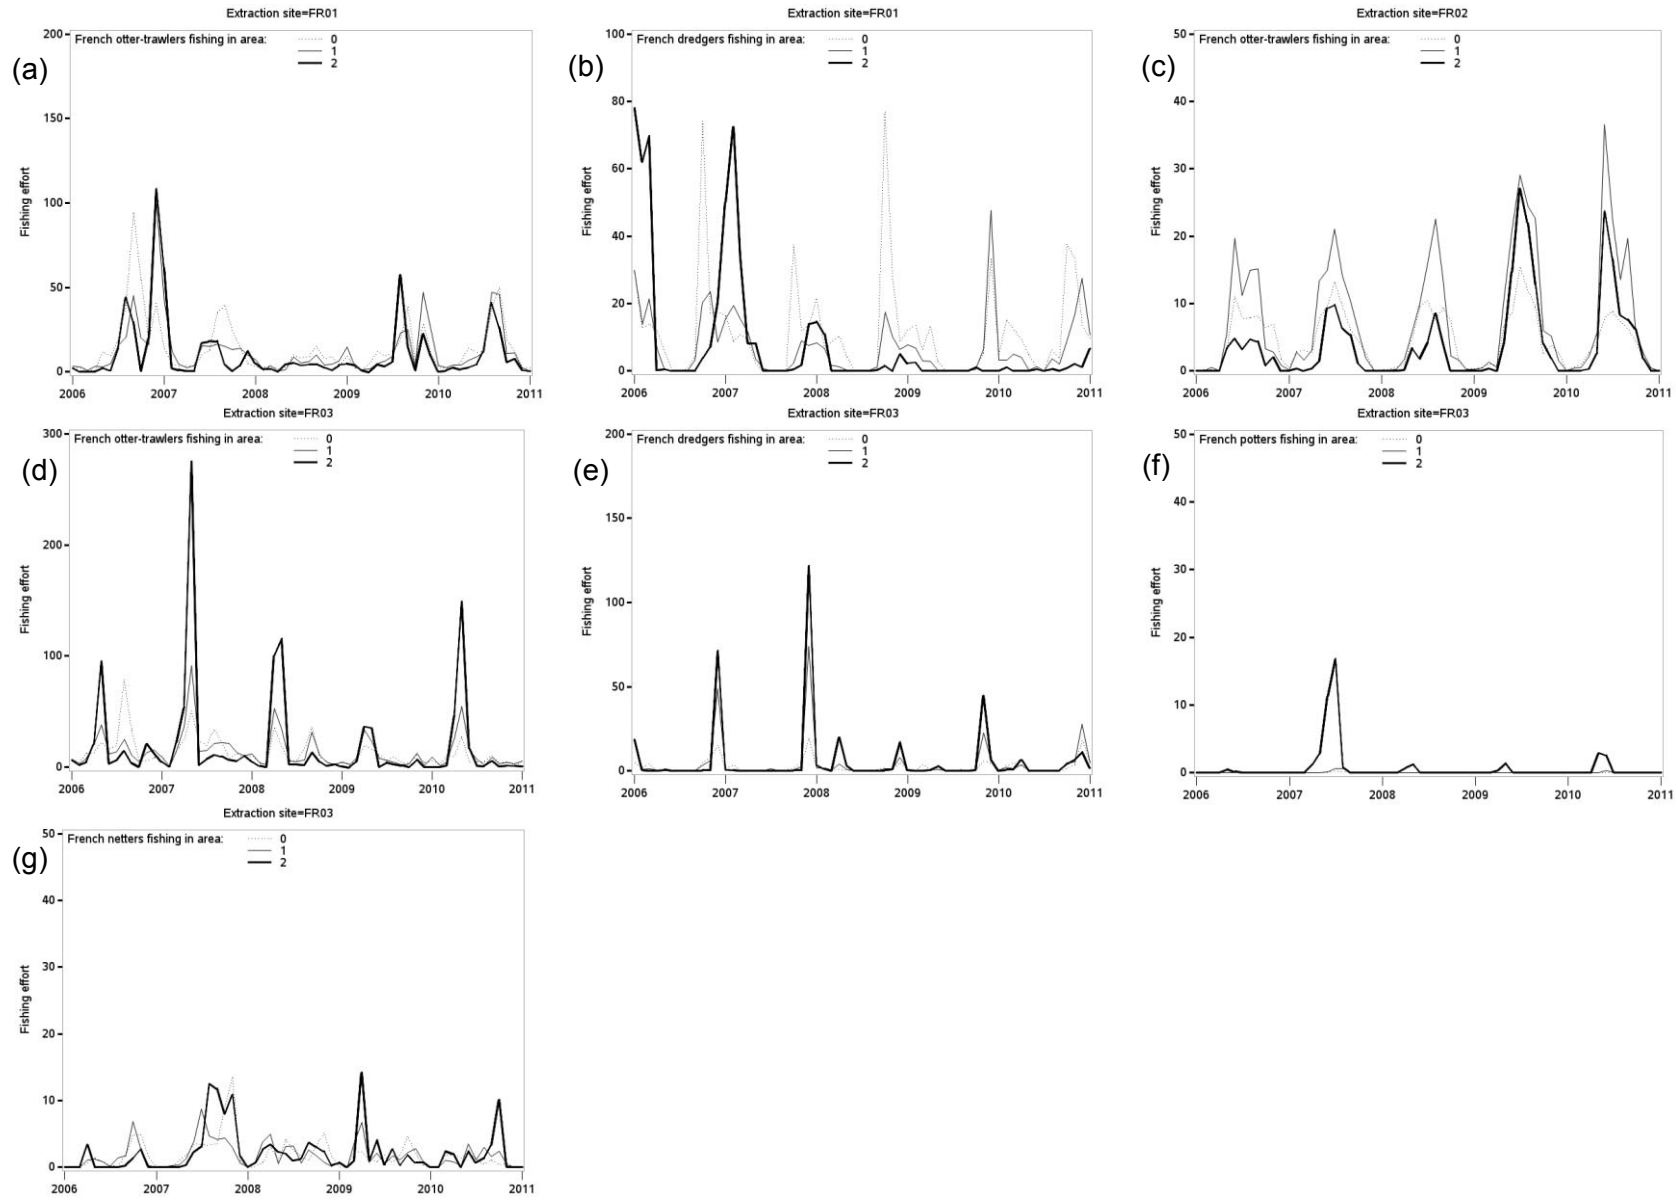 Extraction site=FR01
(a)
French otter-trawlers fishing in area: 0
1
2
Fishing effort
200
150
100
50
0
2006 2007 2008 2009 2010 2011
Extraction site=FR01
(b)
French dredgers fishing in area: 0
1
2
Fishing effort
100
80
60
40
20
0
2006 2007 2008 2009 2010 2011
Extraction site=FR02
(c)
French otter-trawlers fishing in area: 0
1
2
Fishing effort
50
40
30
20
10
0
2006 2007 2008 2009 2010 2011
Extraction site=FR03
(d)
French otter-trawlers fishing in area: 0
1
2
Fishing effort
300
200
100
0
2006 2007 2008 2009 2010 2011
Extraction site=FR03
(e)
French dredgers fishing in area: 0
1
2
Fishing effort
200
150
100
50
0
2006 2007 2008 2009 2010 2011
Extraction site=FR03
(f)
French potters fishing in area: 0
1
2
Fishing effort
50
40
30
20
10
0
2006 2007 2008 2009 2010 2011
Extraction site=FR03
(g)
French netters fishing in area: 0
1
2
Fishing effort
50
40
30
20
10
0
2006 2007 2008 2009 2010 2011